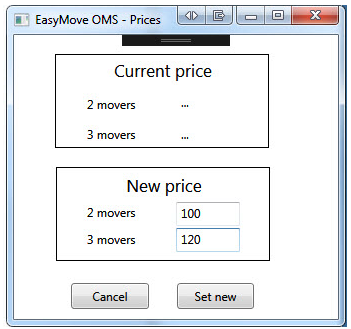 EasyMove OMS - Prices
Current price
2 movers ...
3 movers ...
New price
2 movers 100
3 movers 120
Cancel Set new